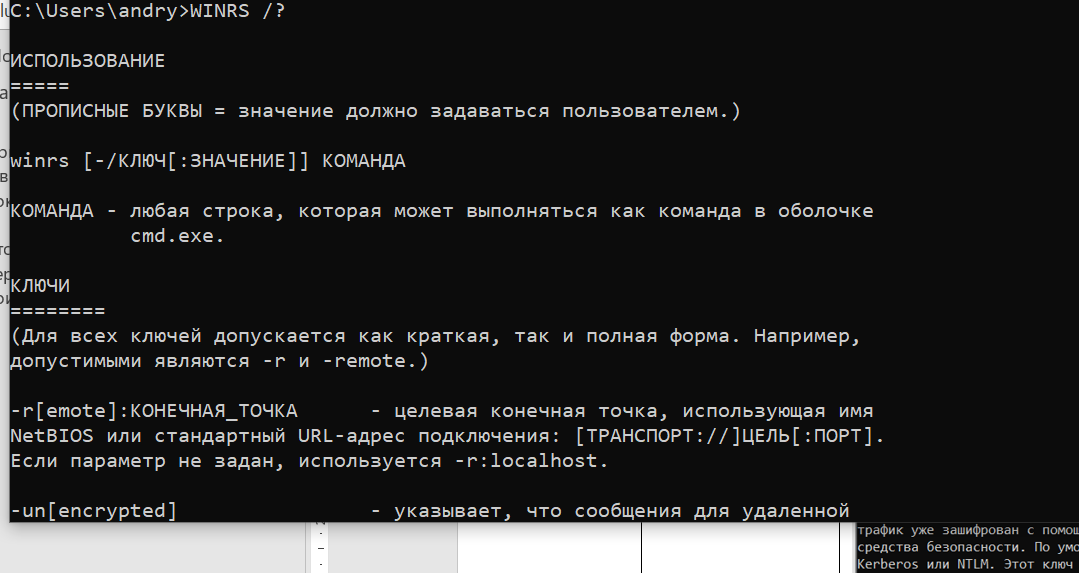 C:\Users\andry>WINRS /?
ИСПОЛЬЗОВАНИЕ
=====
(ПРОПИСНЫЕ БУКВЫ = значение должно задаваться пользователем.)
winrs [-/КЛЮЧ[:ЗНАЧЕНИЕ]] КОМАНДА
КОМАНДА - любая строка, которая может выполняться как команда в оболочке
cmd.exe.
КЛЮЧИ
========
(Для всех ключей допускается как краткая, так и полная форма. Например,
допустимыми являются -r и -remote.)
-r[emote]:КОНЕЧНАЯ_ТОЧКА - целевая конечная точка, использующая имя
NetBIOS или стандартный URL-адрес подключения: [ТРАНСПОРТ://]ЦЕЛЬ[:ПОРТ].
Если параметр не задан, используется -r:localhost.
-un[encrypted] - указывает, что сообщения для удаленной
трафик уже зашифрован с помощ
средства безопасности. По умо
Kerberos или NTLM. Этот ключ